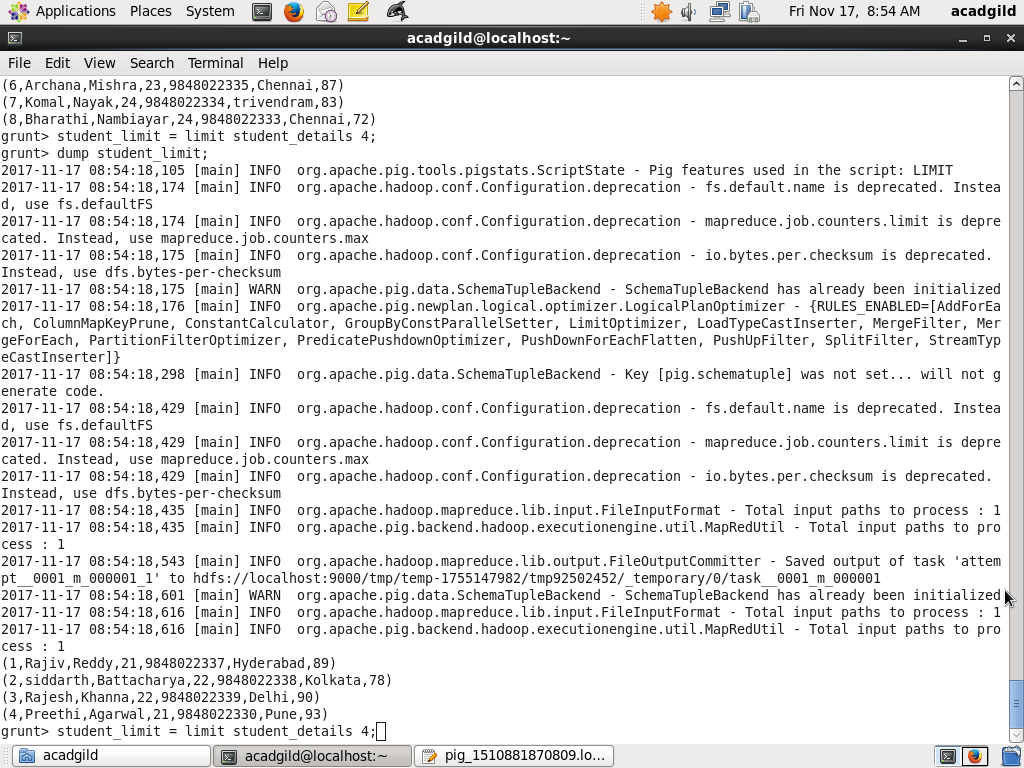 Applications Places System Fri Nov 17, 8:54 AM acadgild
acadgild@localhost:~
File Edit View Search Terminal Help
(6,Archana,Mishra,23,9848022335,Chennai,87)
(7,Komal,Nayak,24,9848022334,trivendram,83)
(8,Bharathi,Nambiayar,24,9848022333,Chennai,72)
grunt> student_limit = limit student_details 4;
grunt> dump student_limit;
2017-11-17 08:54:18,105 [main] INFO  org.apache.pig.tools.pigstats.ScriptState - Pig features used in the script: LIMIT
2017-11-17 08:54:18,174 [main] INFO  org.apache.hadoop.conf.Configuration.deprecation - fs.default.name is deprecated. Instea
d, use fs.defaultFS
2017-11-17 08:54:18,174 [main] INFO  org.apache.hadoop.conf.Configuration.deprecation - mapreduce.job.counters.limit is depre
cated. Instead, use mapreduce.job.counters.max
2017-11-17 08:54:18,175 [main] INFO  org.apache.hadoop.conf.Configuration.deprecation - io.bytes.per.checksum is deprecated.
Instead, use dfs.bytes-per-checksum
2017-11-17 08:54:18,175 [main] WARN  org.apache.pig.data.SchemaTupleBackend - SchemaTupleBackend has already been initialized
2017-11-17 08:54:18,176 [main] INFO  org.apache.pig.newplan.logical.optimizer.LogicalPlanOptimizer - {RULES_ENABLED=[AddForEa
ch, ColumnMapKeyPrune, ConstantCalculator, GroupByConstParallelSetter, LimitOptimizer, LoadTypeCastInserter, MergeFilter, Mer
geForEach, PartitionFilterOptimizer, PredicatePushdownOptimizer, PushDownForEachFlatten, PushUpFilter, SplitFilter, StreamTyp
eCastInserter]}
2017-11-17 08:54:18,298 [main] INFO  org.apache.pig.data.SchemaTupleBackend - Key [pig.schematuple] was not set... will not g
enerate code.
2017-11-17 08:54:18,429 [main] INFO  org.apache.hadoop.conf.Configuration.deprecation - fs.default.name is deprecated. Instea
d, use fs.defaultFS
2017-11-17 08:54:18,429 [main] INFO  org.apache.hadoop.conf.Configuration.deprecation - mapreduce.job.counters.limit is depre
cated. Instead, use mapreduce.job.counters.max
2017-11-17 08:54:18,429 [main] INFO  org.apache.hadoop.conf.Configuration.deprecation - io.bytes.per.checksum is deprecated.
Instead, use dfs.bytes-per-checksum
2017-11-17 08:54:18,435 [main] INFO  org.apache.hadoop.mapreduce.lib.input.FileInputFormat - Total input paths to process : 1
2017-11-17 08:54:18,435 [main] INFO  org.apache.pig.backend.hadoop.executionengine.util.MapRedUtil - Total input paths to pro
cess : 1
2017-11-17 08:54:18,543 [main] INFO  org.apache.hadoop.mapreduce.lib.output.FileOutputCommitter - Saved output of task 'attem
pt__0001_m_000001_1' to hdfs://localhost:9000/tmp/temp-1755147982/tmp92502452/_temporary/0/task__0001_m_000001
2017-11-17 08:54:18,601 [main] WARN  org.apache.pig.data.SchemaTupleBackend - SchemaTupleBackend has already been initialized
2017-11-17 08:54:18,616 [main] INFO  org.apache.hadoop.mapreduce.lib.input.FileInputFormat - Total input paths to process : 1
2017-11-17 08:54:18,616 [main] INFO  org.apache.pig.backend.hadoop.executionengine.util.MapRedUtil - Total input paths to pro
cess : 1
(1,Rajiv,Reddy,21,9848022337,Hyderabad,89)
(2,siddarth,Battacharya,22,9848022338,Kolkata,78)
(3,Rajesh,Khanna,22,9848022339,Delhi,90)
(4,Preethi,Agarwal,21,9848022330,Pune,93)
grunt> student_limit = limit student_details 4;
acadgild acadgild@localhost:~ pig_1510881870809.lo...